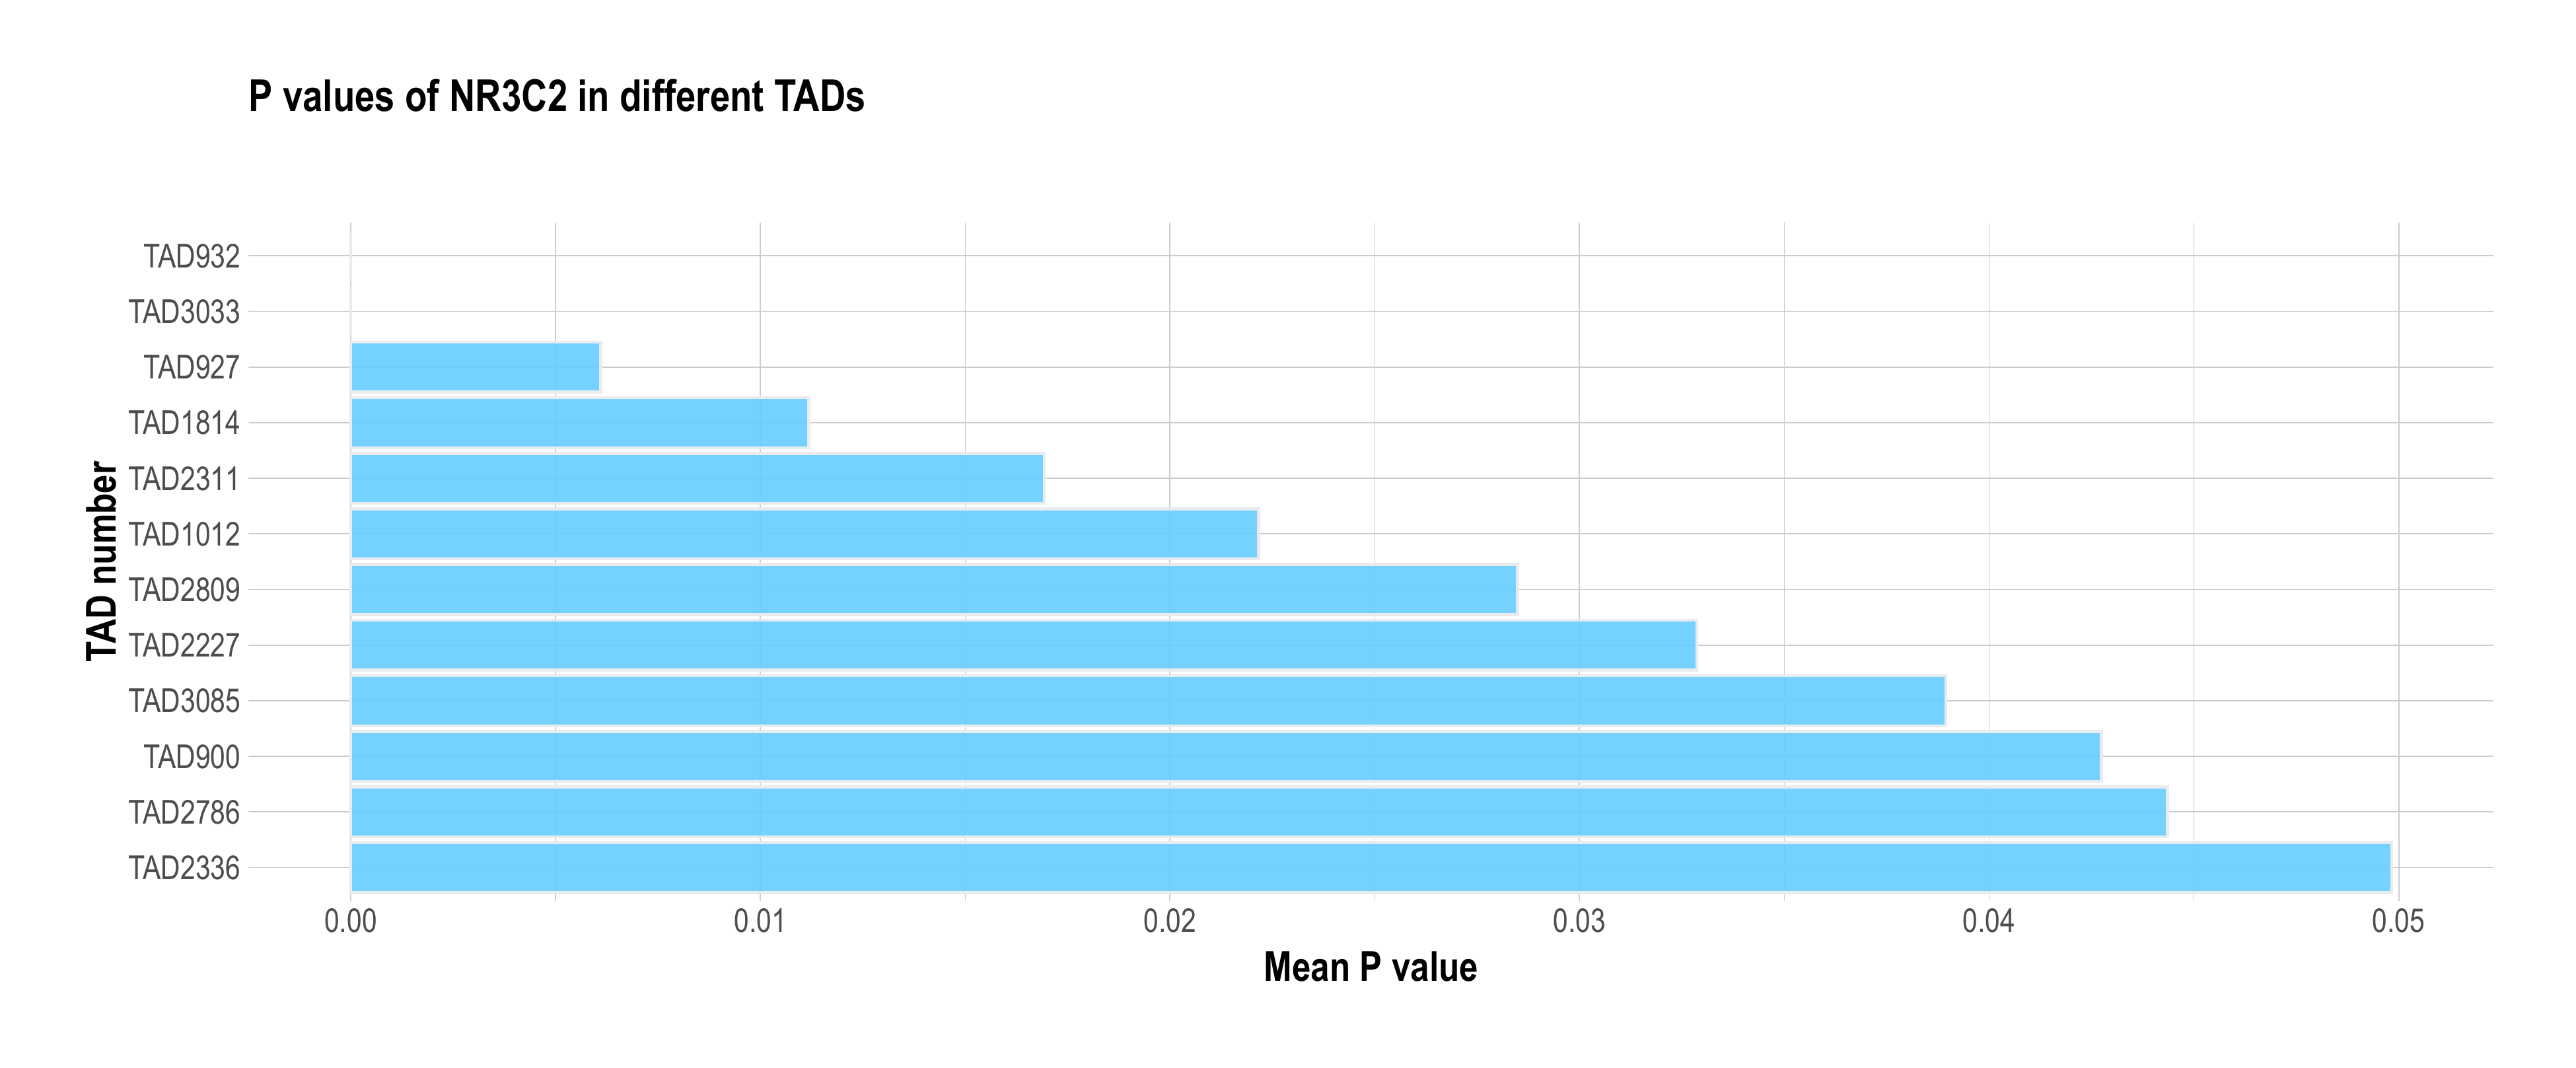 P values of NR3C2 in different TADs
TAD number
TAD932
TAD3033
TAD927
TAD1814
TAD2311
TAD1012
TAD2809
TAD2227
TAD3085
TAD900
TAD2786
TAD2336
0.00 0.01 0.02 0.03 0.04 0.05
Mean P value